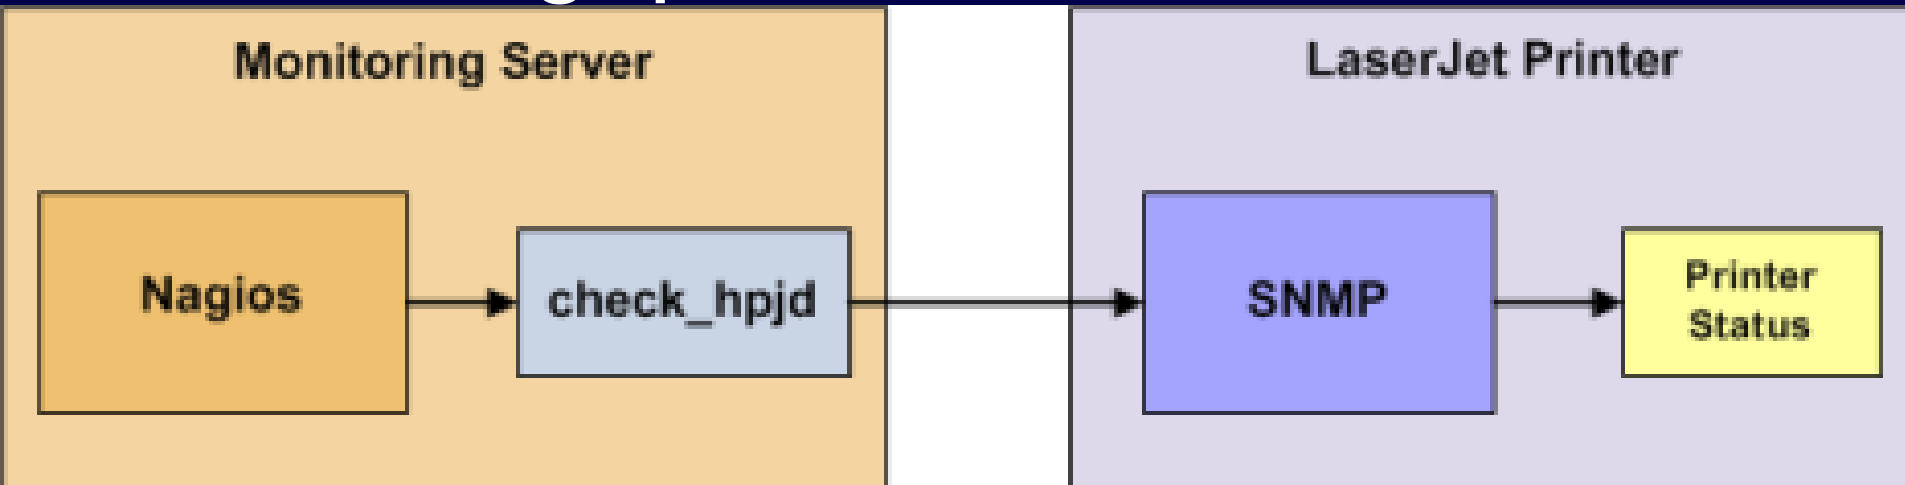 Monitoring Server
LaserJet Printer
Nagios
check_hpjd
SNMP
Printer
Status